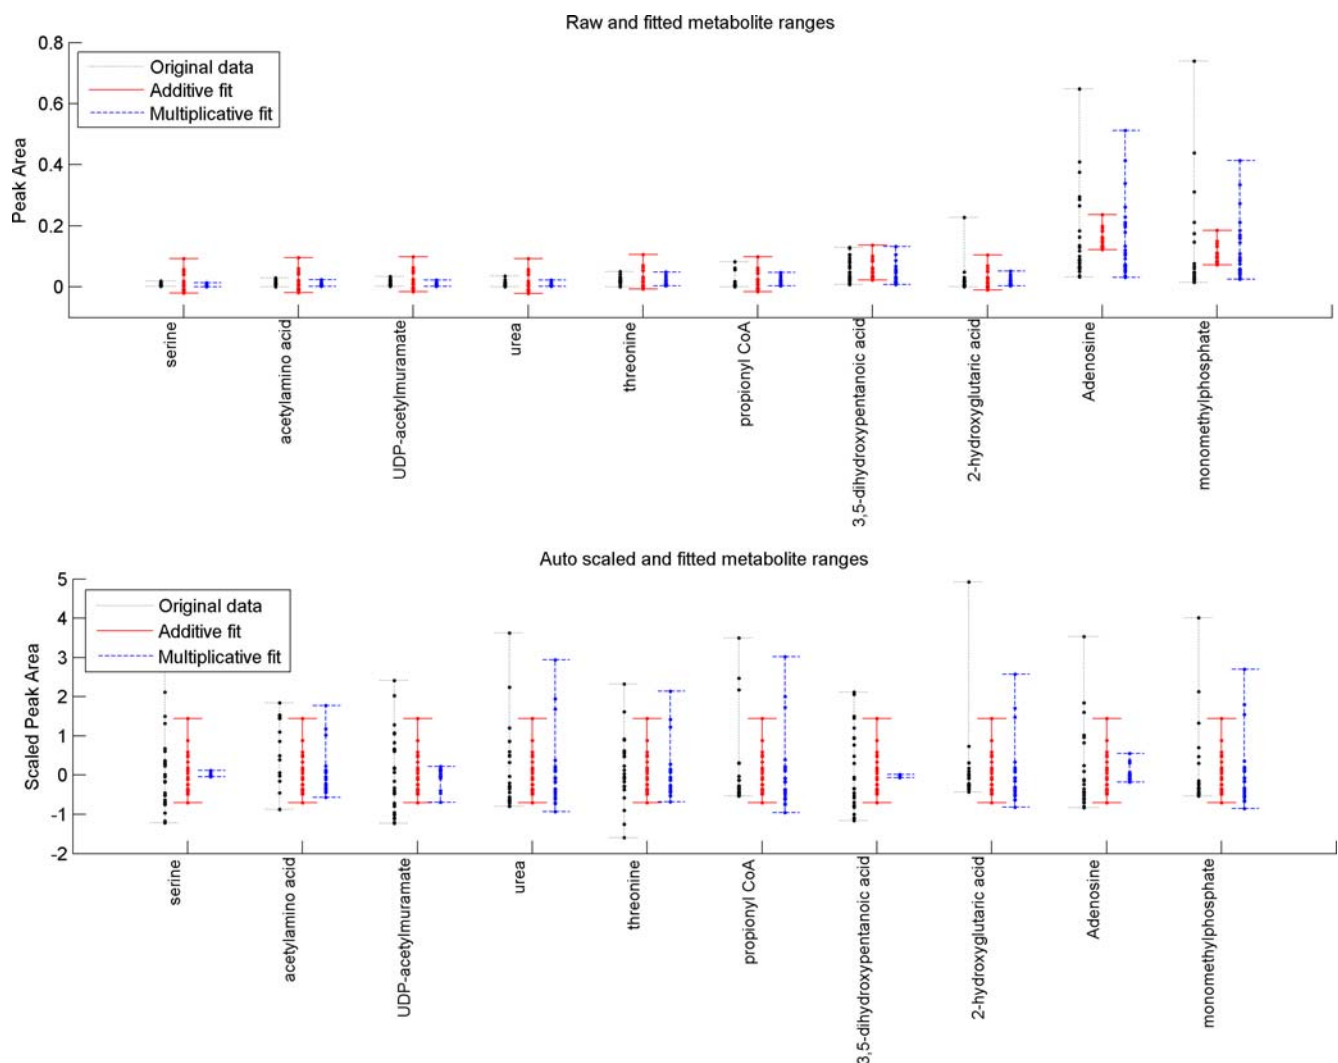 Raw and fitted metabolite ranges
0.8
0.6
0.4
0.2
0
Peak Area
Original data
Additive fit
Multiplicative fit
serine
acetylamino acid
UDP-acetylmuramate
urea
threonine
propionyl CoA
3,5-dihydroxypentanoic acid
2-hydroxyglutaric acid
Adenosine
monomethylphosphate
Auto scaled and fitted metabolite ranges
5
4
3
2
1
0
-1
-2
Scaled Peak Area
Original data
Additive fit
Multiplicative fit
serine
acetylamino acid
UDP-acetylmuramate
urea
threonine
propionyl CoA
3,5-dihydroxypentanoic acid
2-hydroxyglutaric acid
Adenosine
monomethylphosphate